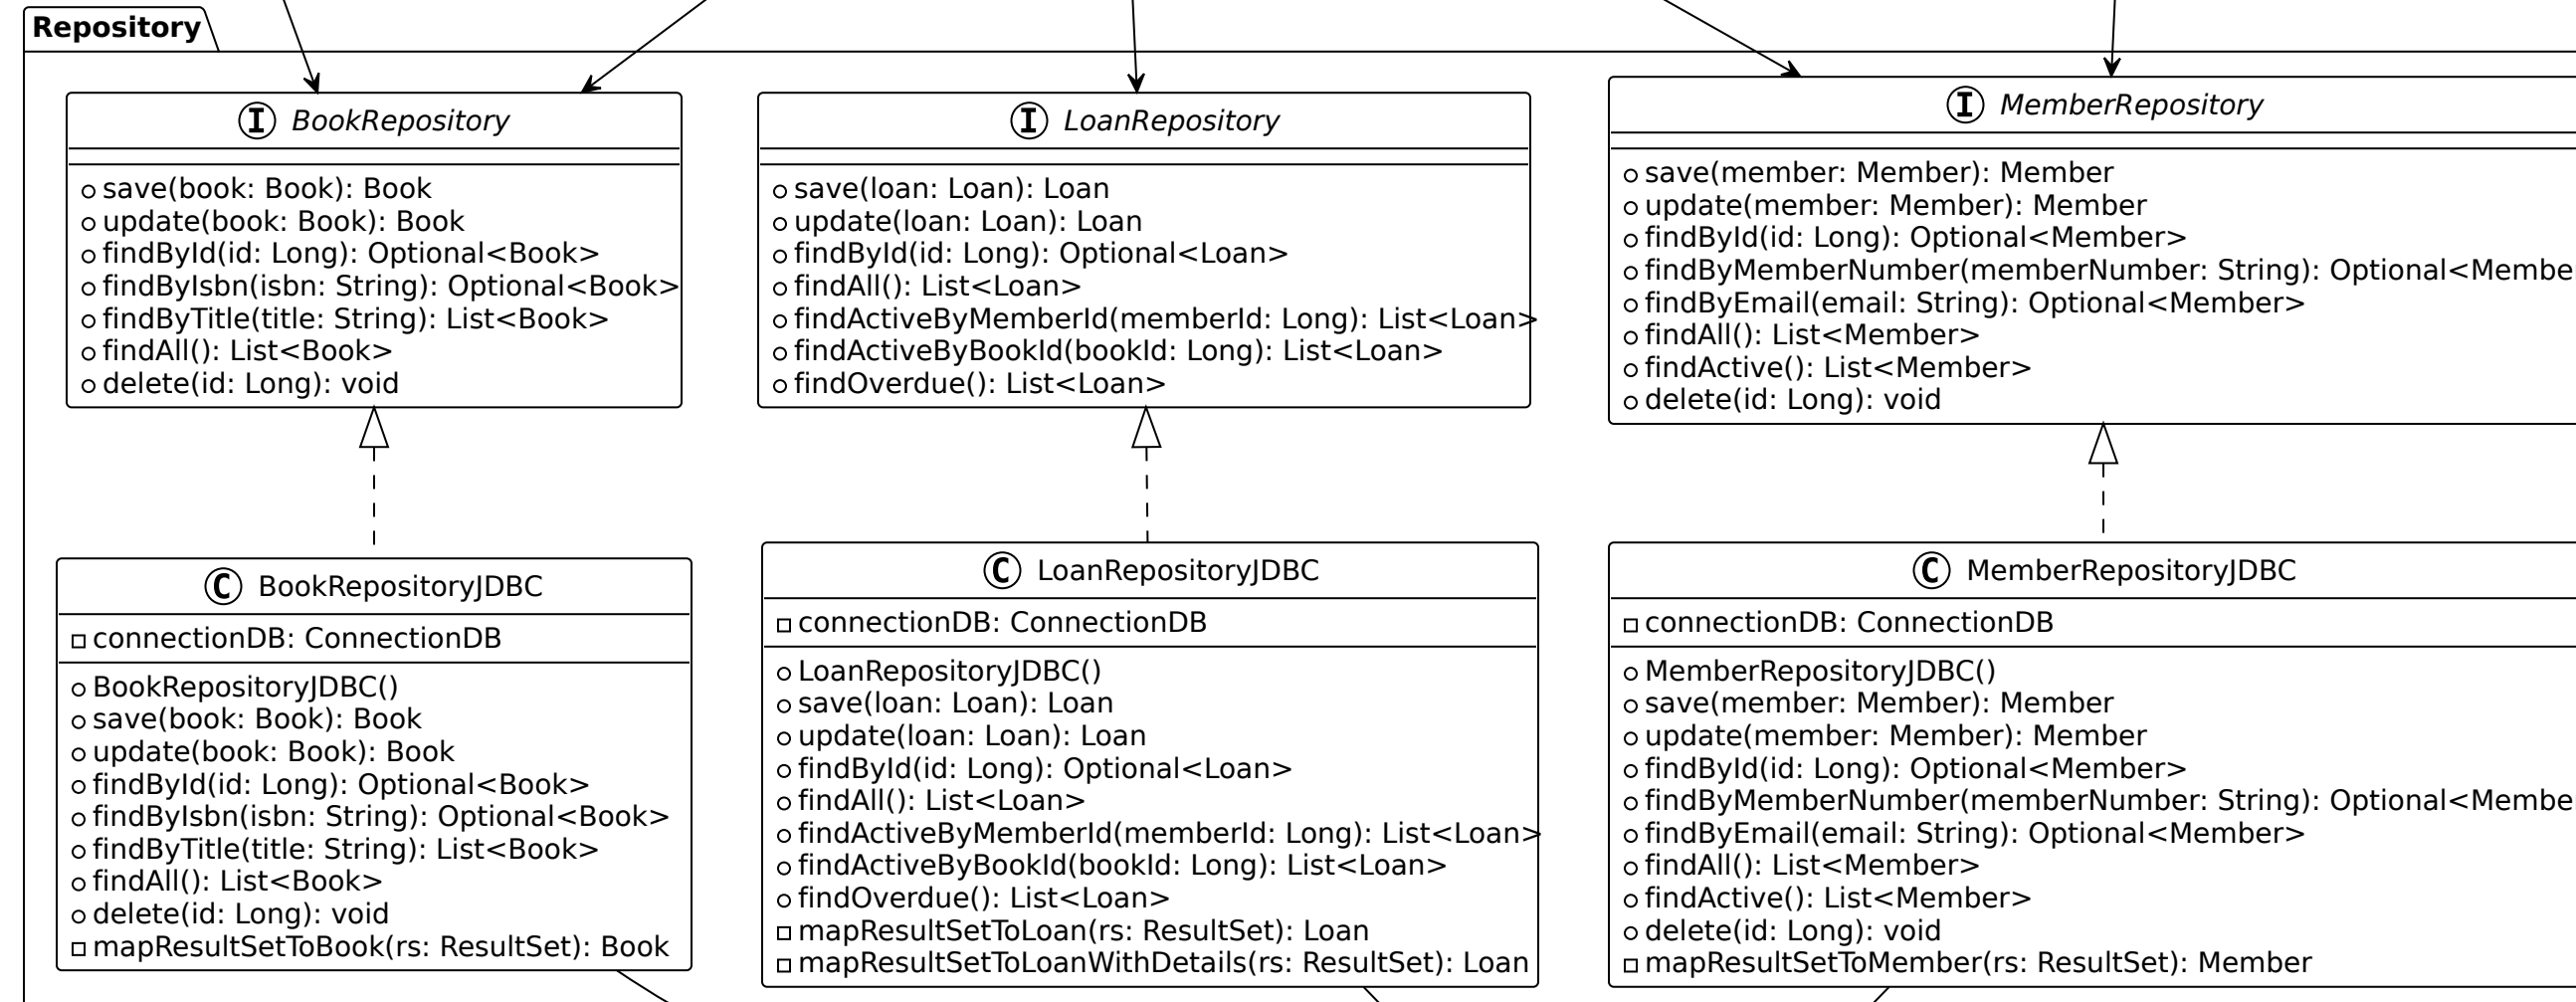 Repository
I BookRepository
save(book: Book): Book
update(book: Book): Book
findById(id: Long): Optional<Book>
findByIsbn(isbn: String): Optional<Book>
findByTitle(title: String): List<Book>
findAll(): List<Book>
delete(id: Long): void
I LoanRepository
save(loan: Loan): Loan
update(loan: Loan): Loan
findById(id: Long): Optional<Loan>
findAll(): List<Loan>
findActiveByMemberId(memberId: Long): List<Loan>
findActiveByBookId(bookId: Long): List<Loan>
findOverdue(): List<Loan>
I MemberRepository
save(member: Member): Member
update(member: Member): Member
findById(id: Long): Optional<Member>
findByMemberNumber(memberNumber: String): Optional<Membe
findByEmail(email: String): Optional<Member>
findAll(): List<Member>
findActive(): List<Member>
delete(id: Long): void
C BookRepositoryJDBC
connectionDB: ConnectionDB
BookRepositoryJDBC()
save(book: Book): Book
update(book: Book): Book
findById(id: Long): Optional<Book>
findByIsbn(isbn: String): Optional<Book>
findByTitle(title: String): List<Book>
findAll(): List<Book>
delete(id: Long): void
mapResultSetToBook(rs: ResultSet): Book
C LoanRepositoryJDBC
connectionDB: ConnectionDB
LoanRepositoryJDBC()
save(loan: Loan): Loan
update(loan: Loan): Loan
findById(id: Long): Optional<Loan>
findAll(): List<Loan>
findActiveByMemberId(memberId: Long): List<Loan>
findActiveByBookId(bookId: Long): List<Loan>
findOverdue(): List<Loan>
mapResultSetToLoan(rs: ResultSet): Loan
mapResultSetToLoanWithDetails(rs: ResultSet): Loan
C MemberRepositoryJDBC
connectionDB: ConnectionDB
MemberRepositoryJDBC()
save(member: Member): Member
update(member: Member): Member
findById(id: Long): Optional<Member>
findByMemberNumber(memberNumber: String): Optional<Membe
findByEmail(email: String): Optional<Member>
findAll(): List<Member>
findActive(): List<Member>
delete(id: Long): void
mapResultSetToMember(rs: ResultSet): Member